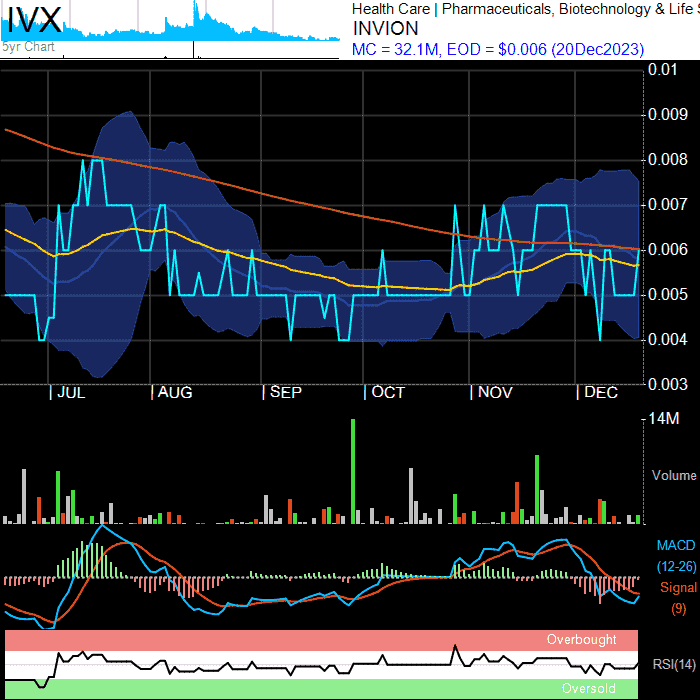 IVX
5yr Chart
Health Care | Pharmaceuticals, Biotechnology & Life
INVION
MC = 32.1M, EOD = $0.006 (20Dec2023)
0.01
0.009
0.008
0.007
0.006
0.005
0.004
0.003
| JUL | AUG | SEP | OCT | NOV | DEC
14M
Volume
MACD
(12-26)
Signal
(9)
Overbought
RSI(14)
Oversold